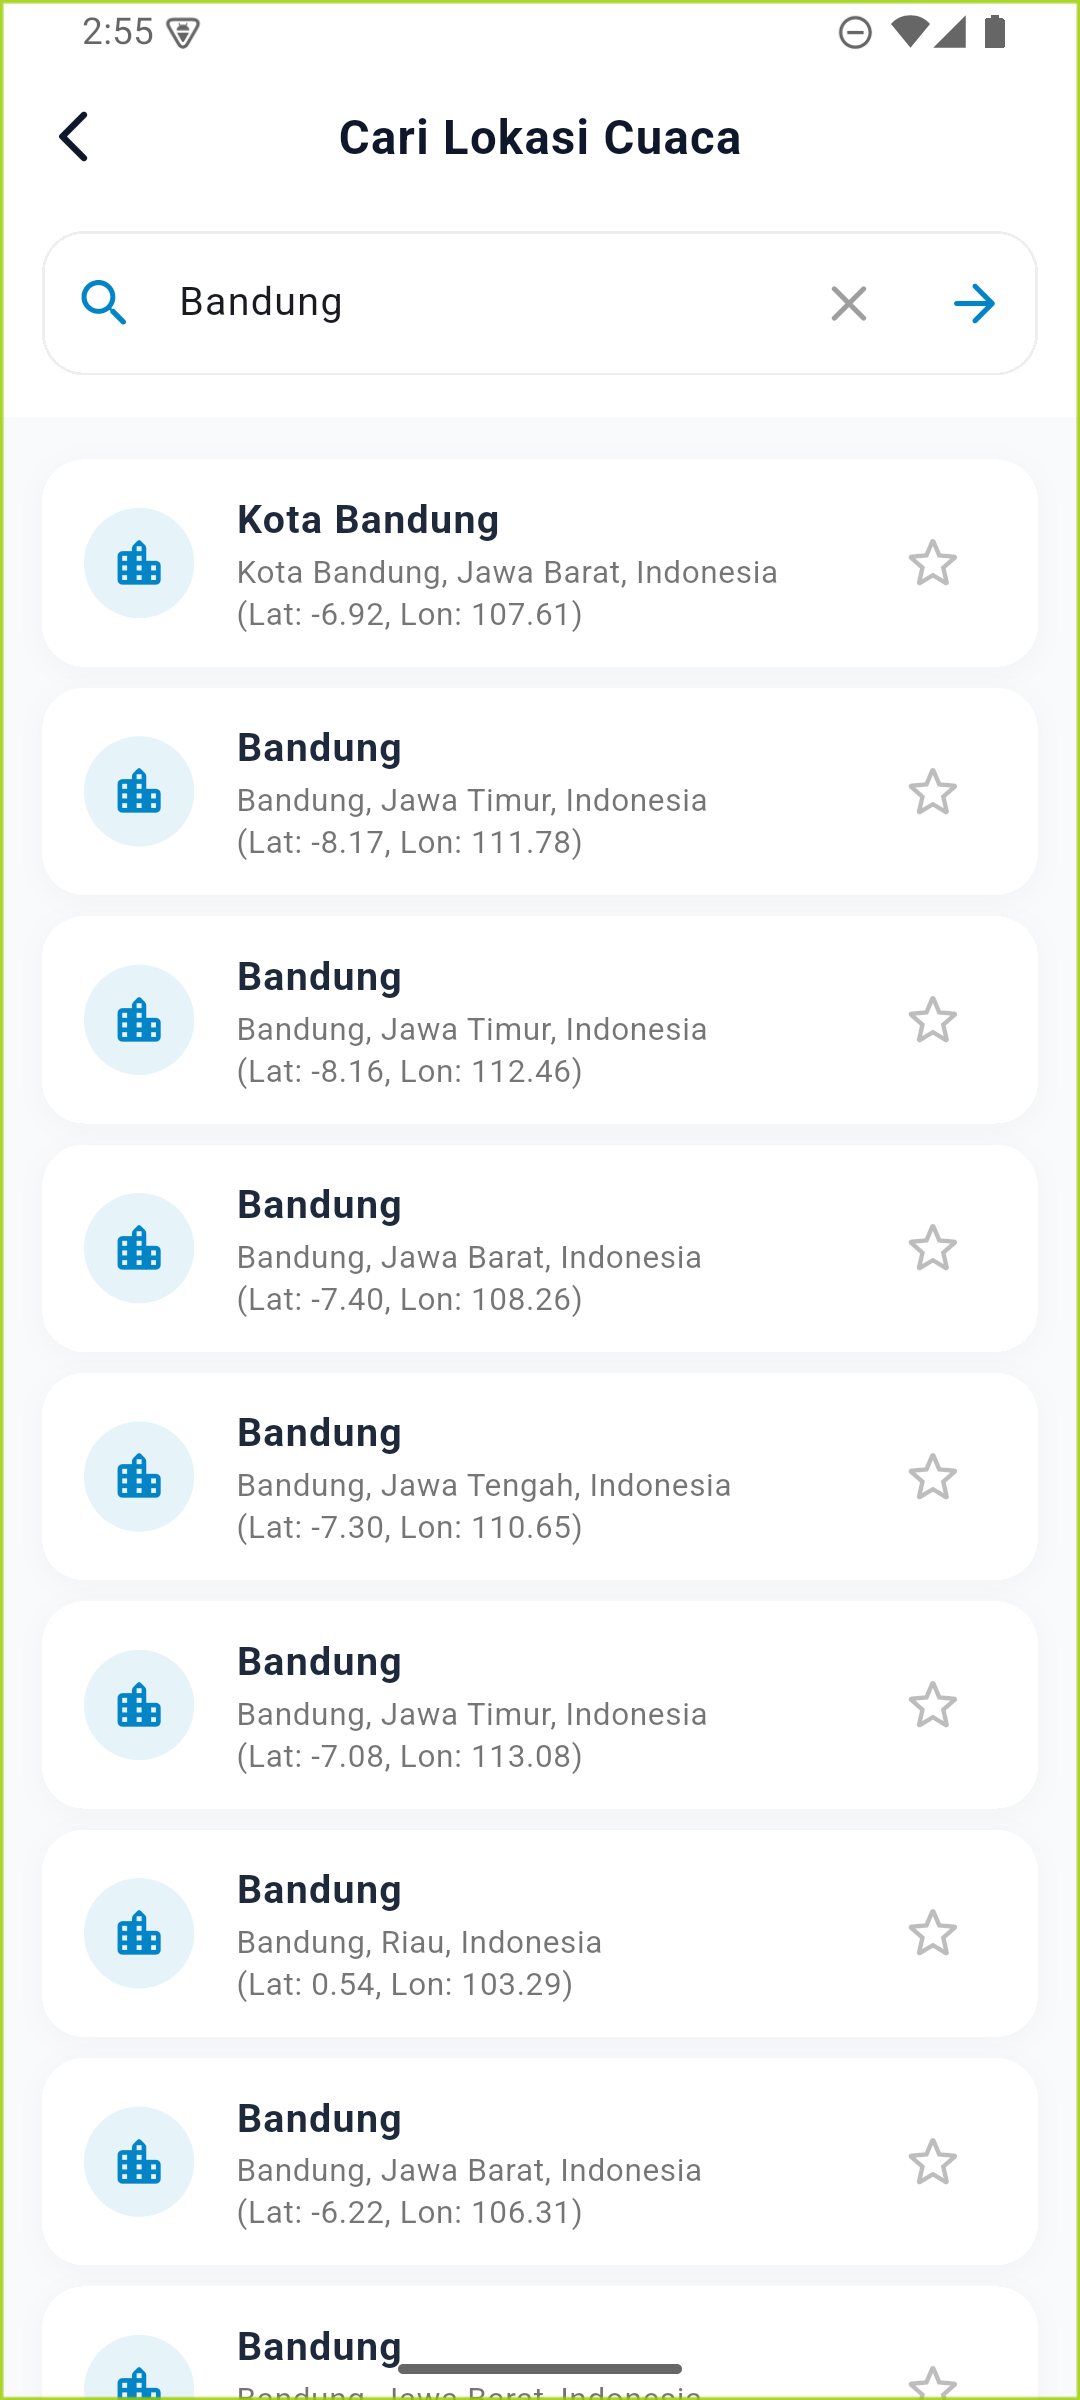 2:55
Cari Lokasi Cuaca
Bandung
Kota Bandung
Kota Bandung, Jawa Barat, Indonesia
(Lat: -6.92, Lon: 107.61)
Bandung
Bandung, Jawa Timur, Indonesia
(Lat: -8.17, Lon: 111.78)
Bandung
Bandung, Jawa Timur, Indonesia
(Lat: -8.16, Lon: 112.46)
Bandung
Bandung, Jawa Barat, Indonesia
(Lat: -7.40, Lon: 108.26)
Bandung
Bandung, Jawa Tengah, Indonesia
(Lat: -7.30, Lon: 110.65)
Bandung
Bandung, Jawa Timur, Indonesia
(Lat: -7.08, Lon: 113.08)
Bandung
Bandung, Riau, Indonesia
(Lat: 0.54, Lon: 103.29)
Bandung
Bandung, Jawa Barat, Indonesia
(Lat: -6.22, Lon: 106.31)
Bandung
Bandung, Jawa Barat, Indonesia